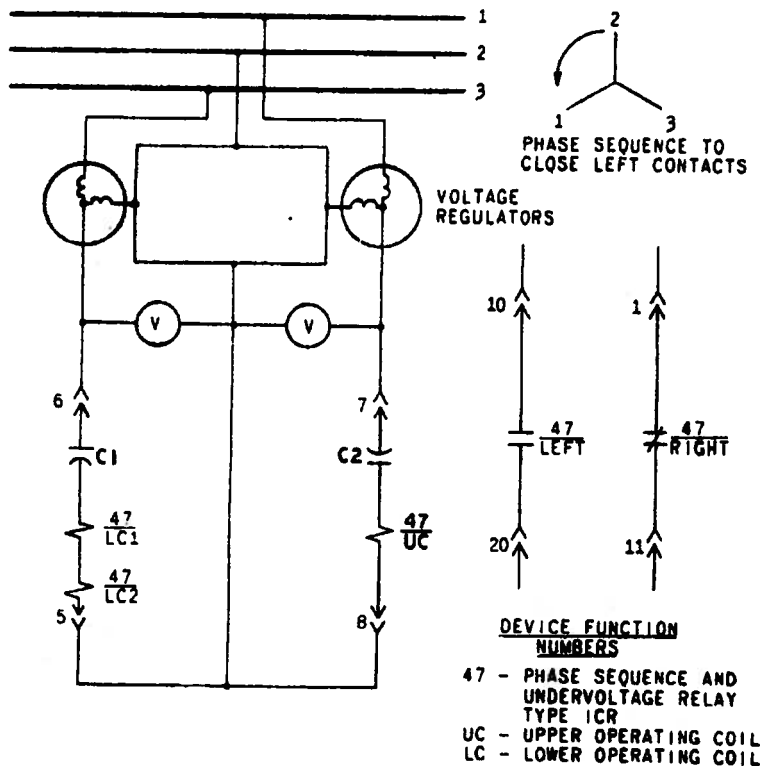 1
2
3
2
1
3
PHASE SEQUENCE TO
CLOSE LEFT CONTACTS
VOLTAGE
REGULATORS
V
V
6
7
10
1
C1
C2
47
LC1
47
LC2
47
UC
47
LEFT
47
RIGHT
5
8
20
11
DEVICE FUNCTION
NUMBERS
47 - PHASE SEQUENCE AND
UNDERVOLTAGE RELAY
TYPE ICR
UC - UPPER OPERATING COIL
LC - LOWER OPERATING COIL